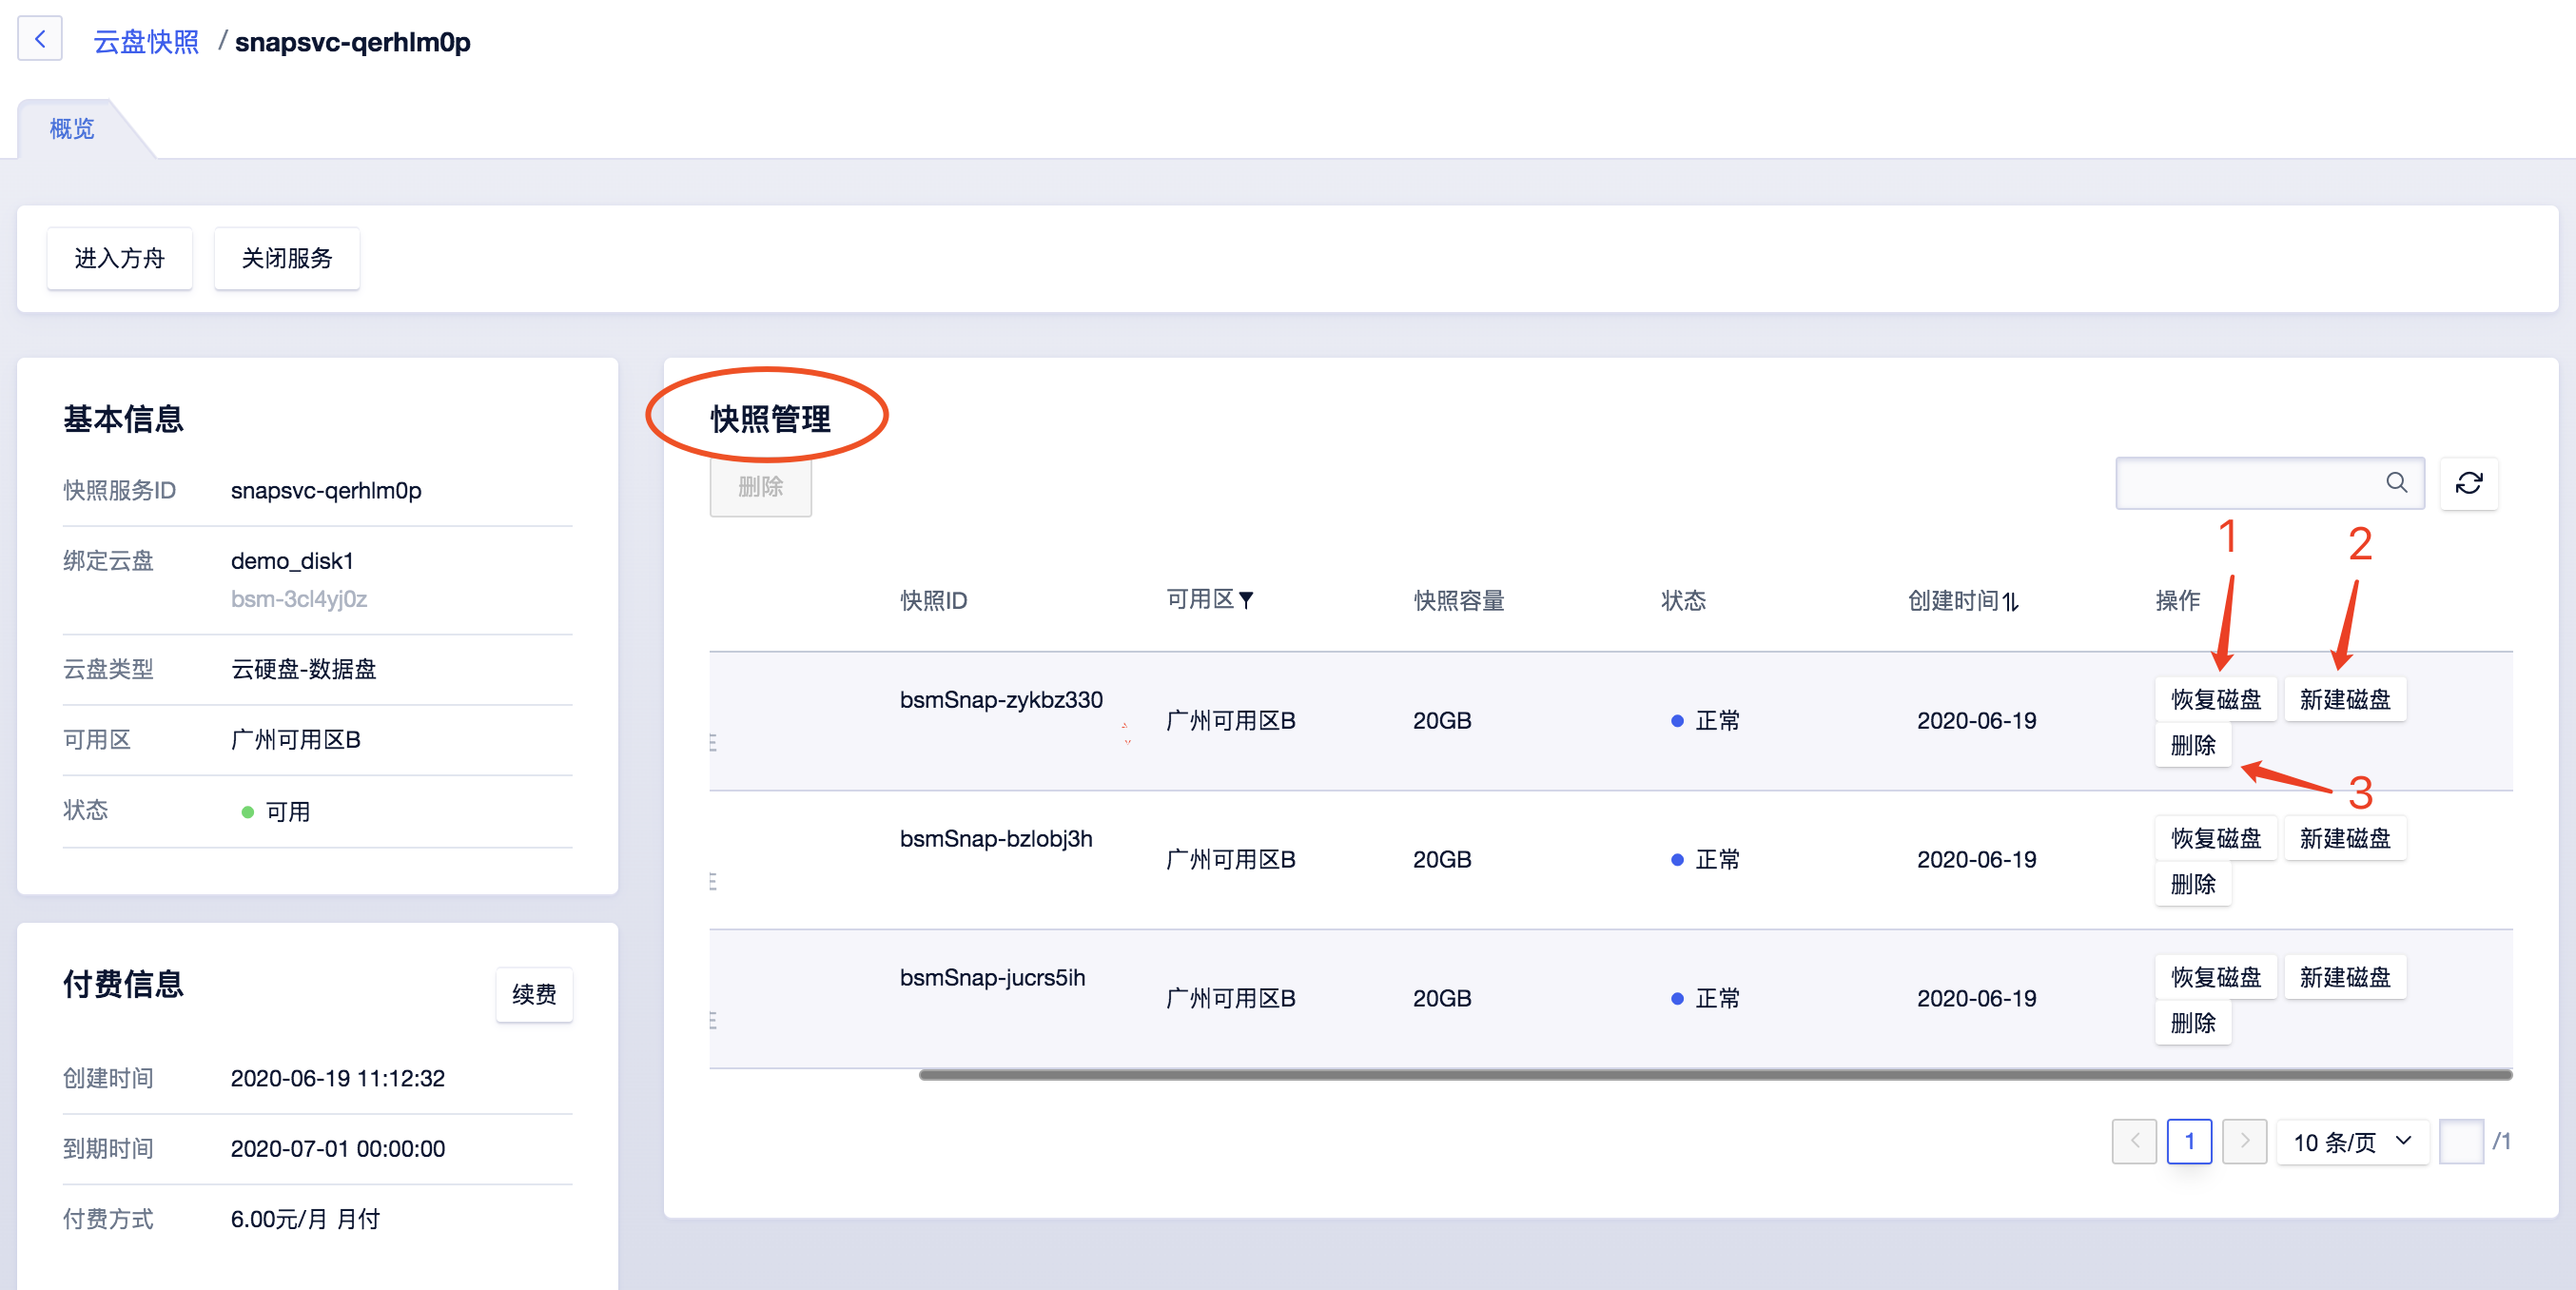 云盘快照 / snapsvc-qerhlm0p
概览
进入方舟 关闭服务
基本信息
快照服务ID snapsvc-qerhlm0p
绑定云盘 demo_disk1
bsm-3cl4yj0z
云盘类型 云硬盘-数据盘
可用区 广州可用区B
状态 可用
付费信息 续费
创建时间 2020-06-19 11:12:32
到期时间 2020-07-01 00:00:00
付费方式 6.00元/月 月付
快照管理
删除
1 2
快照ID 可用区 快照容量 状态 创建时间 操作
bsmSnap-zykbz330 广州可用区B 20GB 正常 2020-06-19 恢复磁盘 新建磁盘
删除
3
bsmSnap-bzlobj3h 广州可用区B 20GB 正常 2020-06-19 恢复磁盘 新建磁盘
删除
bsmSnap-jucrs5ih 广州可用区B 20GB 正常 2020-06-19 恢复磁盘 新建磁盘
删除
1 10 条/页 /1